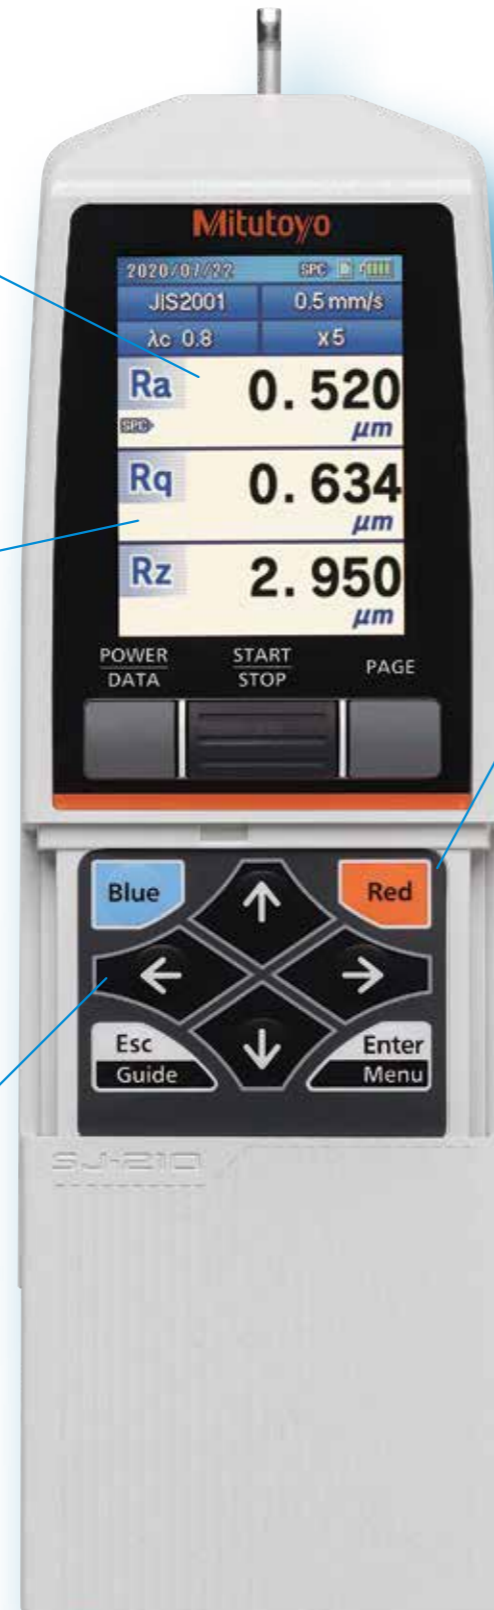 Mitutoyo
2020/07/22 SPC
JIS2001 0.5 mm/s
λc 0.8 x5
Ra 0.520
SPC µm
Rq 0.634
µm
Rz 2.950
µm
POWER START PAGE
DATA STOP
Blue Red
Esc Enter
Guide Menu
SJ-210